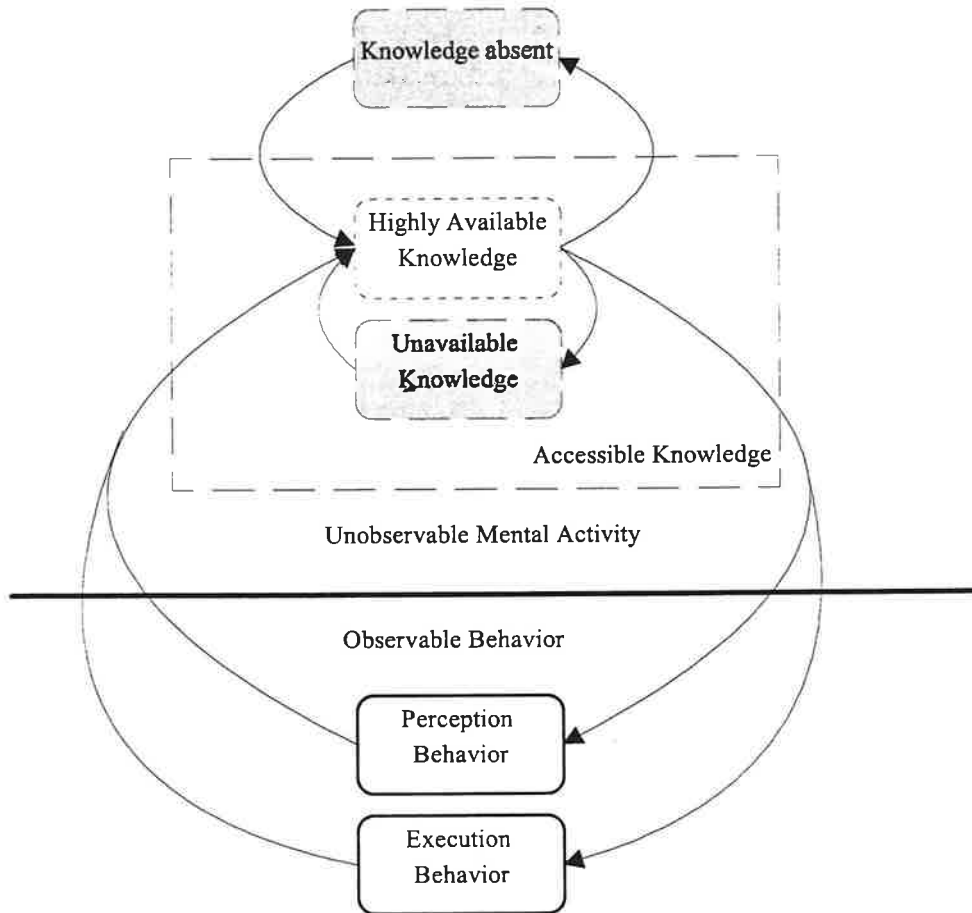 Knowledge absent
Highly Available
Knowledge
Unavailable
Knowledge
Accessible Knowledge
Unobservable Mental Activity
Observable Behavior
Perception
Behavior
Execution
Behavior